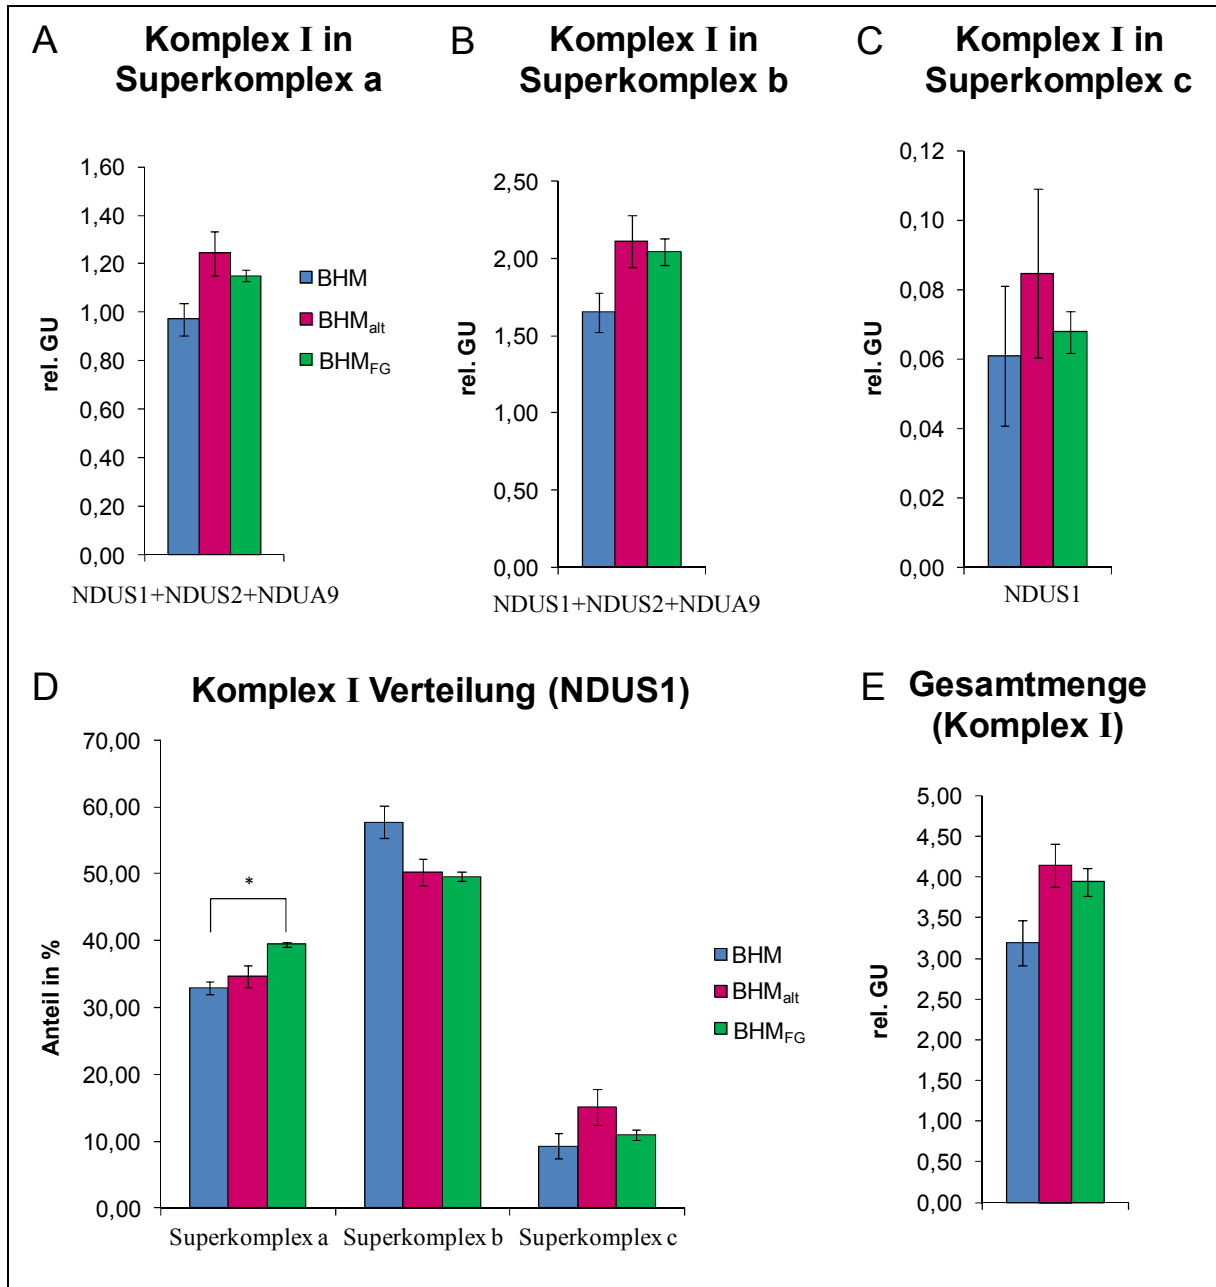 A
Komplex I in
Superkomplex a
rel. GU
1,60
1,40
1,20
1,00
0,80
0,60
0,40
0,20
0,00
NDUS1+NDUS2+NDUA9
BHM
BHMalt
BHMFG
B
Komplex I in
Superkomplex b
rel. GU
2,50
2,00
1,50
1,00
0,50
0,00
NDUS1+NDUS2+NDUA9
C
Komplex I in
Superkomplex c
rel. GU
0,12
0,10
0,08
0,06
0,04
0,02
0,00
NDUS1
D
Komplex I Verteilung (NDUS1)
Anteil in %
70,00
60,00
50,00
40,00
30,00
20,00
10,00
0,00
*
Superkomplex a
Superkomplex b
Superkomplex c
BHM
BHMalt
BHMFG
E
Gesamtmenge
(Komplex I)
rel. GU
5,00
4,50
4,00
3,50
3,00
2,50
2,00
1,50
1,00
0,50
0,00